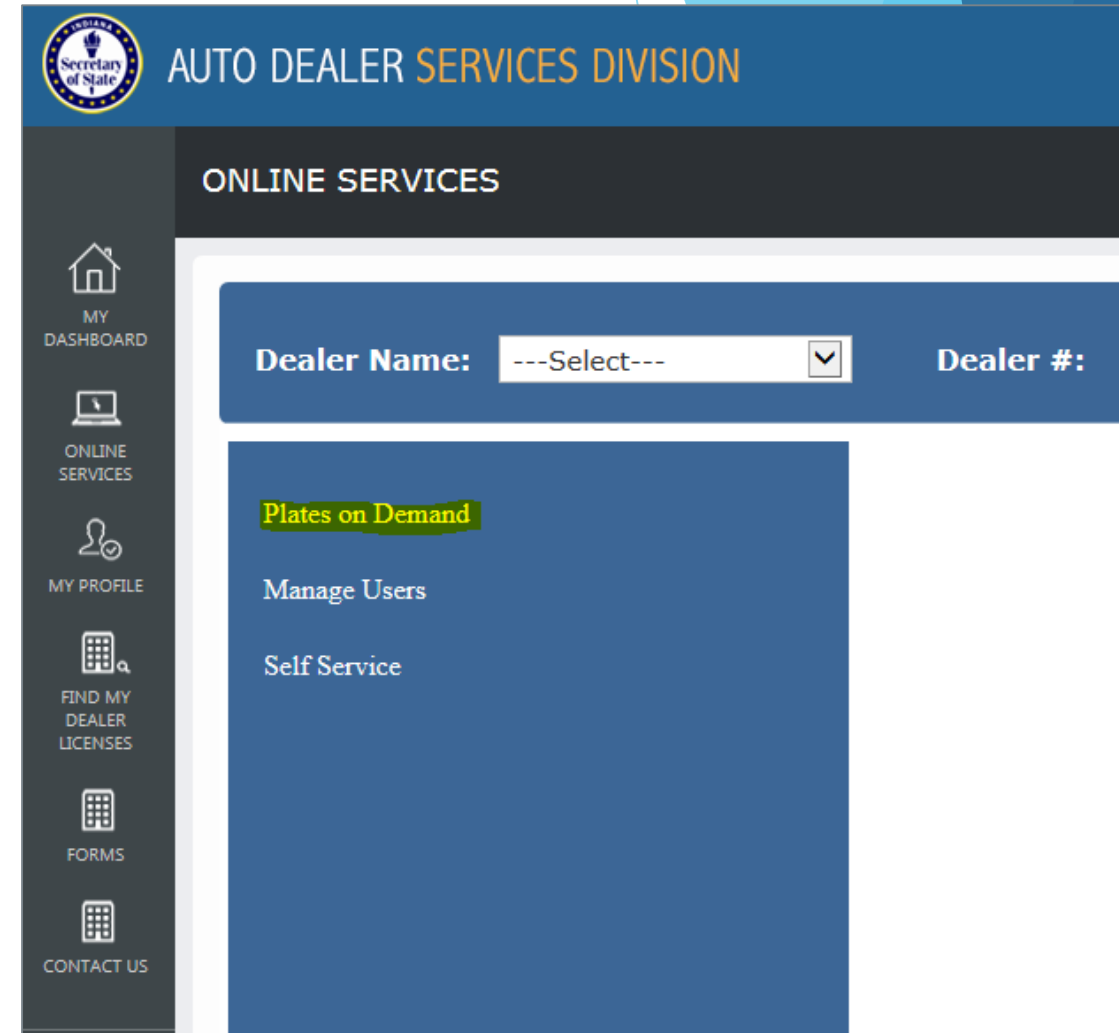 INDIANA
Secretary
of State
AUTO DEALER SERVICES DIVISION
ONLINE SERVICES
MY
DASHBOARD
ONLINE
SERVICES
MY PROFILE
FIND MY
DEALER
LICENSES
FORMS
CONTACT US
Dealer Name: ---Select--- Dealer #:
Plates on Demand
Manage Users
Self Service